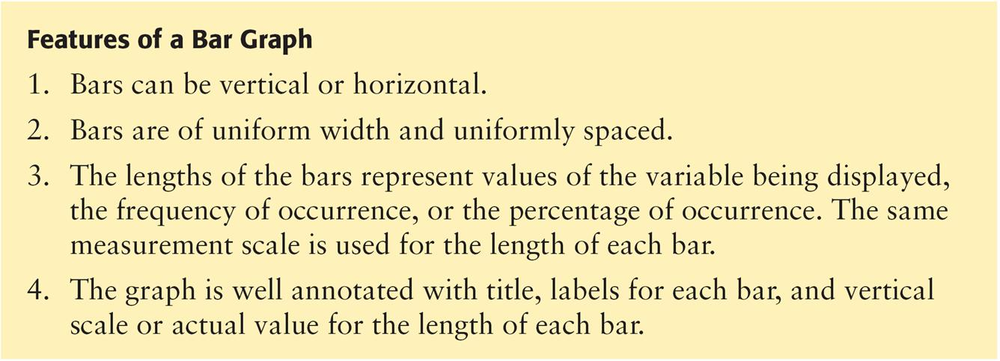 Features of a Bar Graph
1. Bars can be vertical or horizontal.
2. Bars are of uniform width and uniformly spaced.
3. The lengths of the bars represent values of the variable being displayed,
the frequency of occurrence, or the percentage of occurrence. The same
measurement scale is used for the length of each bar.
4. The graph is well annotated with title, labels for each bar, and vertical
scale or actual value for the length of each bar.